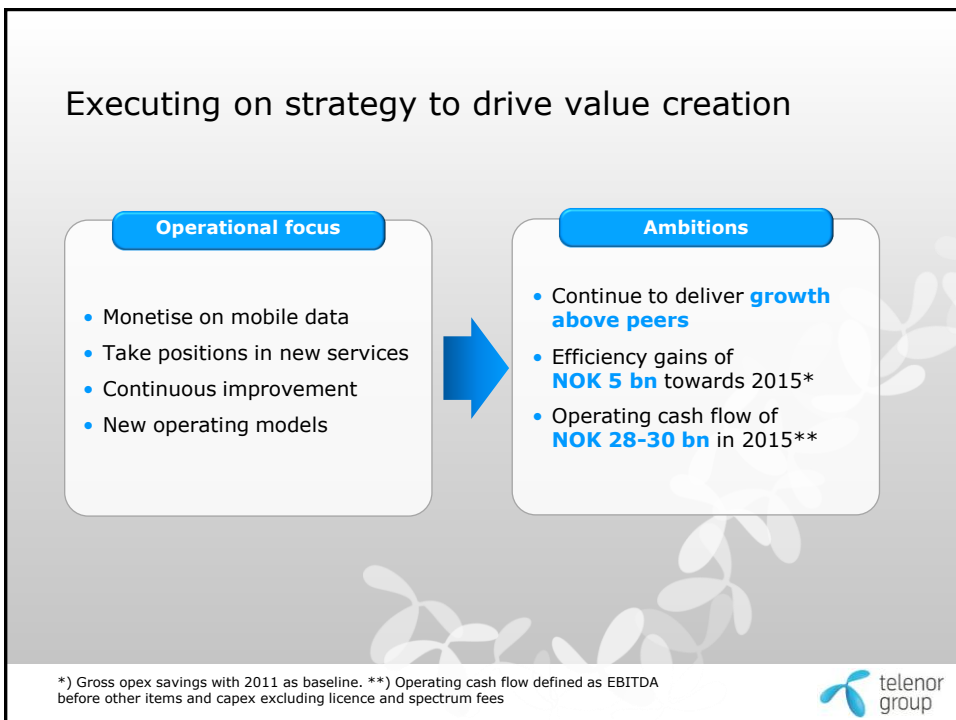 Executing on strategy to drive value creation
Operational focus
• Monetise on mobile data
• Take positions in new services
• Continuous improvement
• New operating models
Ambitions
• Continue to deliver growth
above peers
• Efficiency gains of
NOK 5 bn towards 2015*
• Operating cash flow of
NOK 28-30 bn in 2015**
*) Gross opex savings with 2011 as baseline. **) Operating cash flow defined as EBITDA
before other items and capex excluding licence and spectrum fees
telenor
group